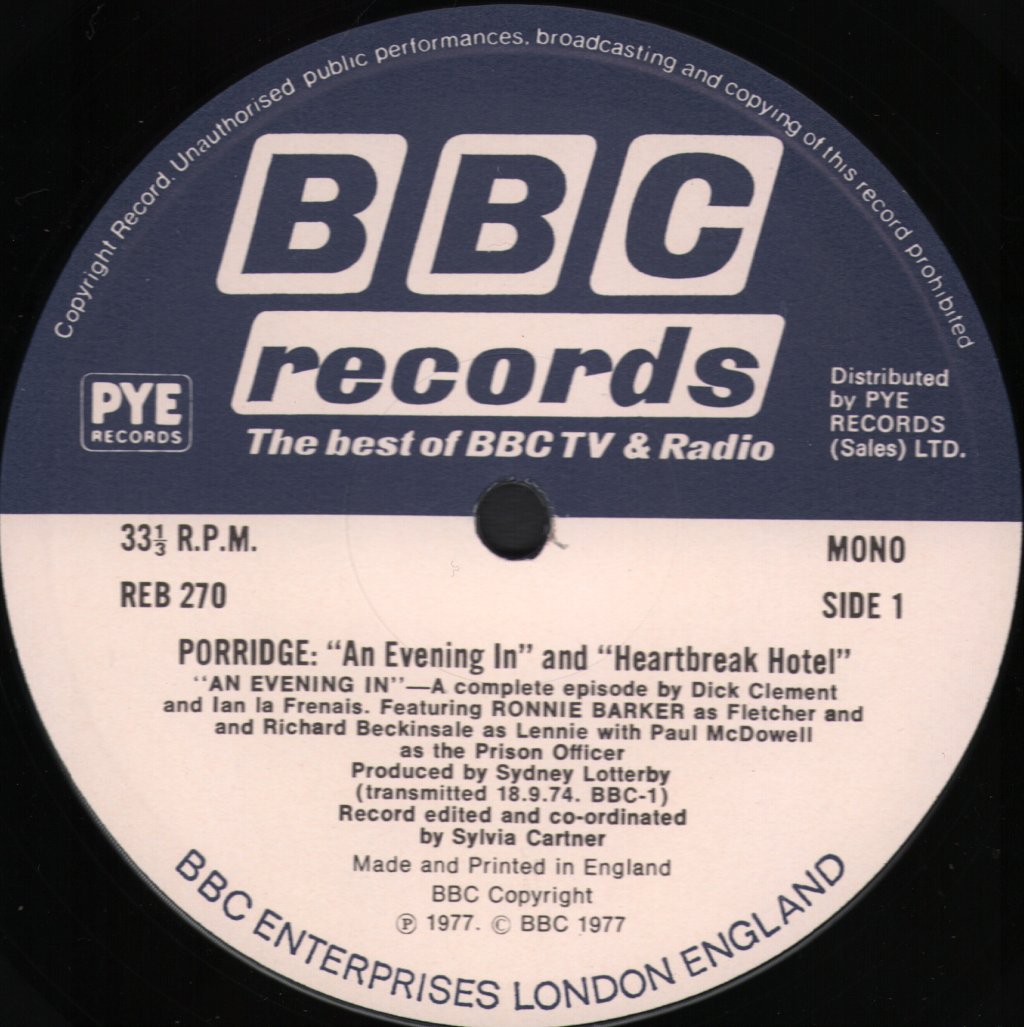 Copyright Record. Unauthorised public performances, broadcasting and copying of this record prohibited
BBC
records
The best of BBC TV & Radio
PYE
RECORDS
Distributed
by PYE
RECORDS
(Sales) LTD.
33⅓ R.P.M.
MONO
REB 270
SIDE 1
PORRIDGE: “An Evening In” and “Heartbreak Hotel”
“AN EVENING IN”—A complete episode by Dick Clement
and Ian la Frenais. Featuring RONNIE BARKER as Fletcher and
and Richard Beckinsale as Lennie with Paul McDowell
as the Prison Officer
Produced by Sydney Lotterby
(transmitted 18.9.74. BBC-1)
Record edited and co-ordinated
by Sylvia Cartner
Made and Printed in England
BBC Copyright
℗ 1977. © BBC 1977
BBC ENTERPRISES LONDON ENGLAND